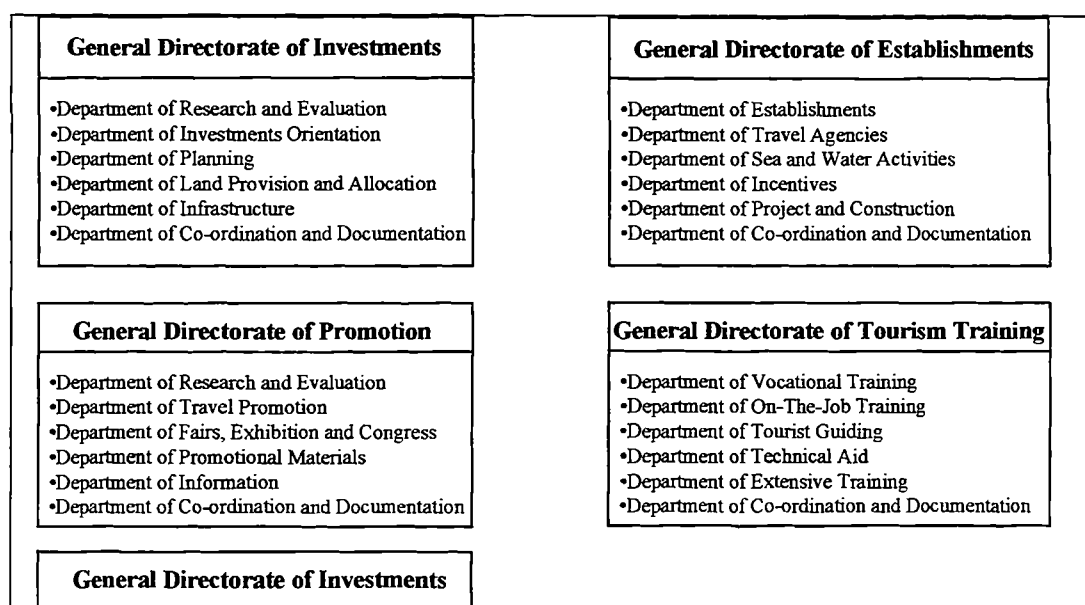 General Directorate of Investments
•Department of Research and Evaluation
•Department of Investments Orientation
•Department of Planning
•Department of Land Provision and Allocation
•Department of Infrastructure
•Department of Co-ordination and Documentation
General Directorate of Establishments
•Department of Establishments
•Department of Travel Agencies
•Department of Sea and Water Activities
•Department of Incentives
•Department of Project and Construction
•Department of Co-ordination and Documentation
General Directorate of Promotion
•Department of Research and Evaluation
•Department of Travel Promotion
•Department of Fairs, Exhibition and Congress
•Department of Promotional Materials
•Department of Information
•Department of Co-ordination and Documentation
General Directorate of Tourism Training
•Department of Vocational Training
•Department of On-The-Job Training
•Department of Tourist Guiding
•Department of Technical Aid
•Department of Extensive Training
•Department of Co-ordination and Documentation
General Directorate of Investments